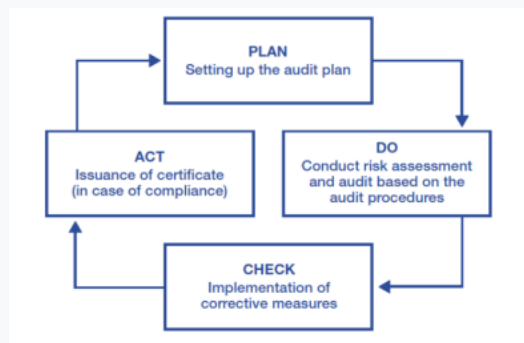 PLAN
Setting up the audit plan
DO
Conduct risk assessment
and audit based on the
audit procedures
CHECK
Implementation of
corrective measures
ACT
Issuance of certificate
(in case of compliance)